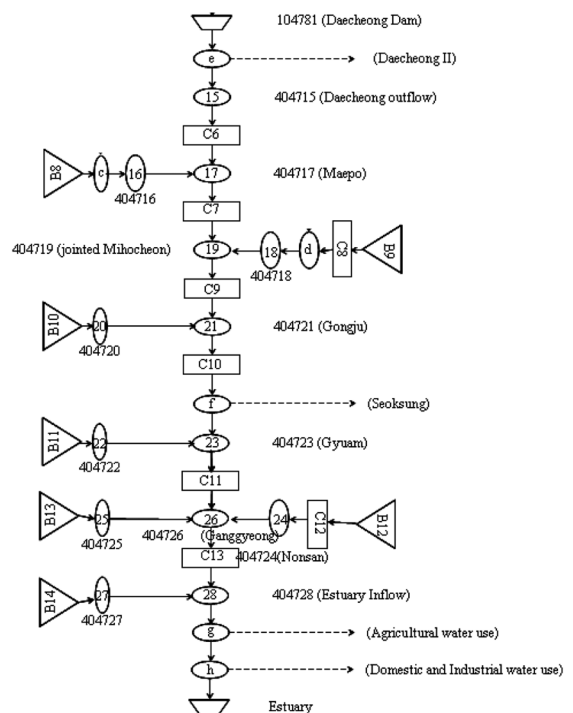 104781 (Daecheong Dam)
e
(Daecheong II)
15
404715 (Daecheong outflow)
C6
B8
c
16
17
404717 (Maepo)
404716
C7
404719 (jointed Mihocheon)
19
18
d
C8
B9
404718
C9
B10
20
21
404721 (Gongju)
404720
C10
f
(Seoksung)
B11
22
23
404723 (Gyuam)
404722
C11
B13
25
26
24
C12
B12
404725
404726
(Ganggyeong)
C13
404724(Nonsan)
B14
27
28
404728 (Estuary Inflow)
404727
g
(Agricultural water use)
h
(Domestic and Industrial water use)
Estuary